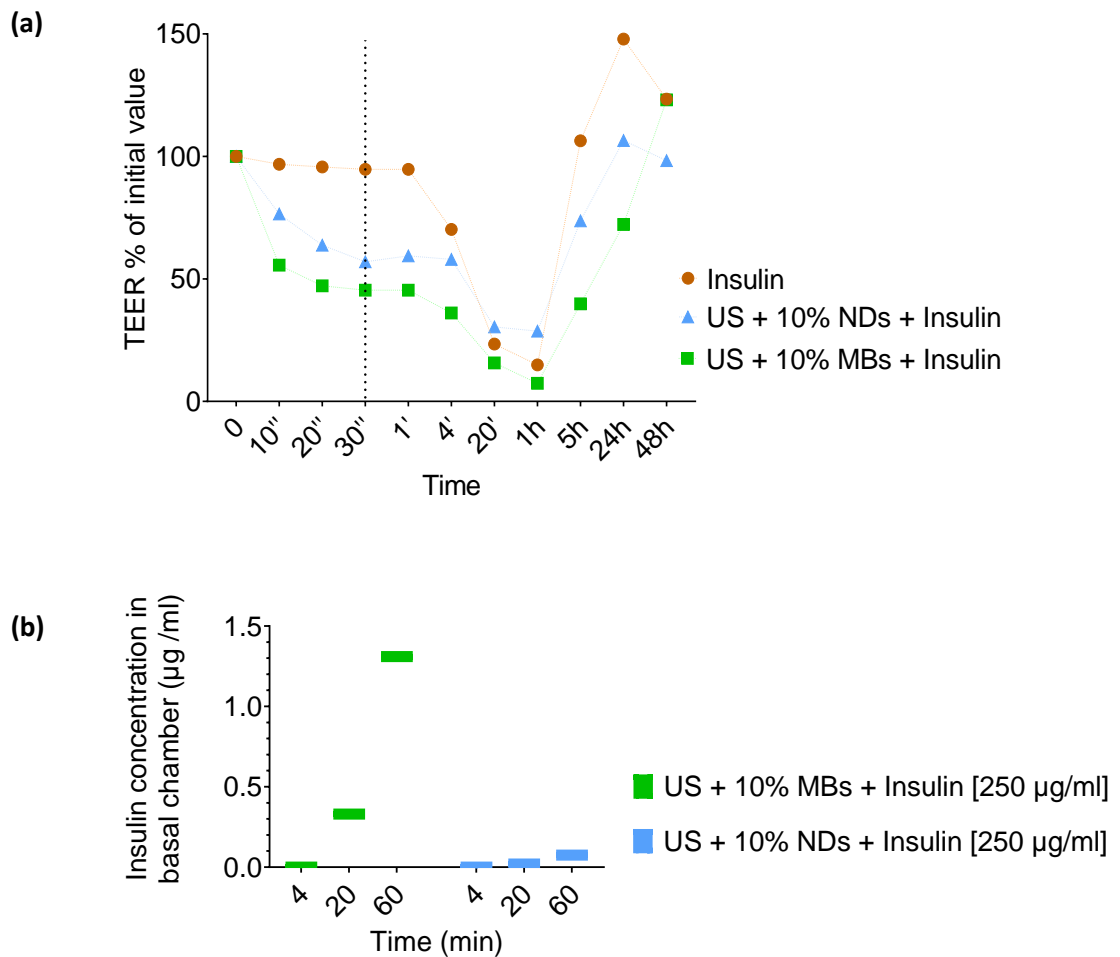 (a)
TEER % of initial value
150
100
50
0
0
10''
20''
30''
1'
4'
20'
1h
5h
24h
48h
Time
Insulin
US + 10% NDs + Insulin
US + 10% MBs + Insulin
(b)
Insulin concentration in
basal chamber (µg /ml)
1.5
1.0
0.5
0.0
4
20
60
4
20
60
Time (min)
US + 10% MBs + Insulin [250 µg/ml]
US + 10% NDs + Insulin [250 µg/ml]